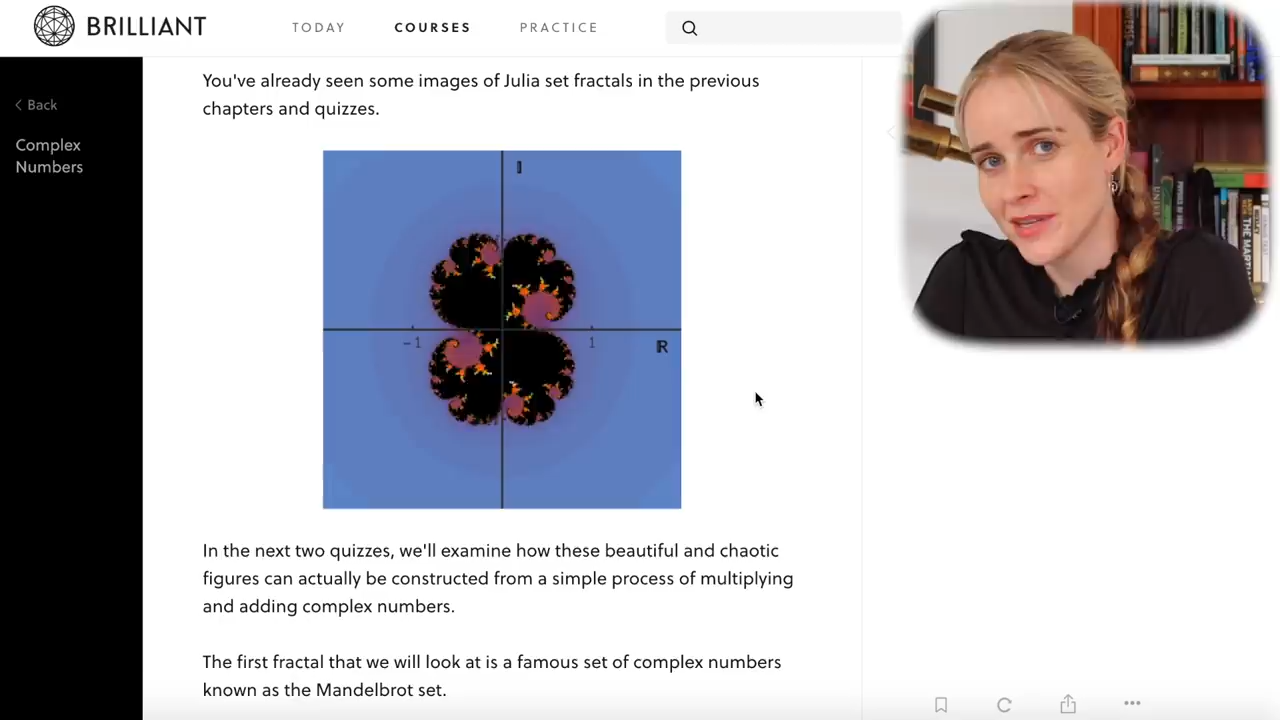 BRILLIANT
TODAY
COURSES
PRACTICE
< Back
Complex
Numbers
You've already seen some images of Julia set fractals in the previous
chapters and quizzes.
I
−1
1
R
In the next two quizzes, we'll examine how these beautiful and chaotic
figures can actually be constructed from a simple process of multiplying
and adding complex numbers.
The first fractal that we will look at is a famous set of complex numbers
known as the Mandelbrot set.